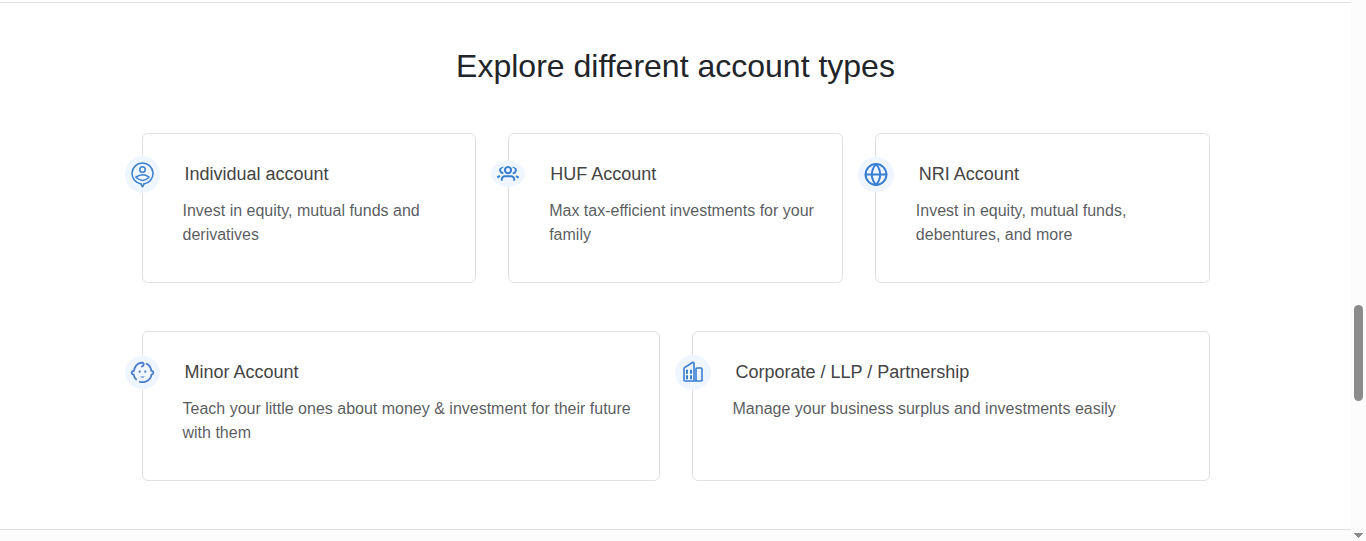 Explore different account types
Individual account
Invest in equity, mutual funds and
derivatives
HUF Account
Max tax-efficient investments for your
family
NRI Account
Invest in equity, mutual funds,
debentures, and more
Minor Account
Teach your little ones about money & investment for their future
with them
Corporate / LLP / Partnership
Manage your business surplus and investments easily